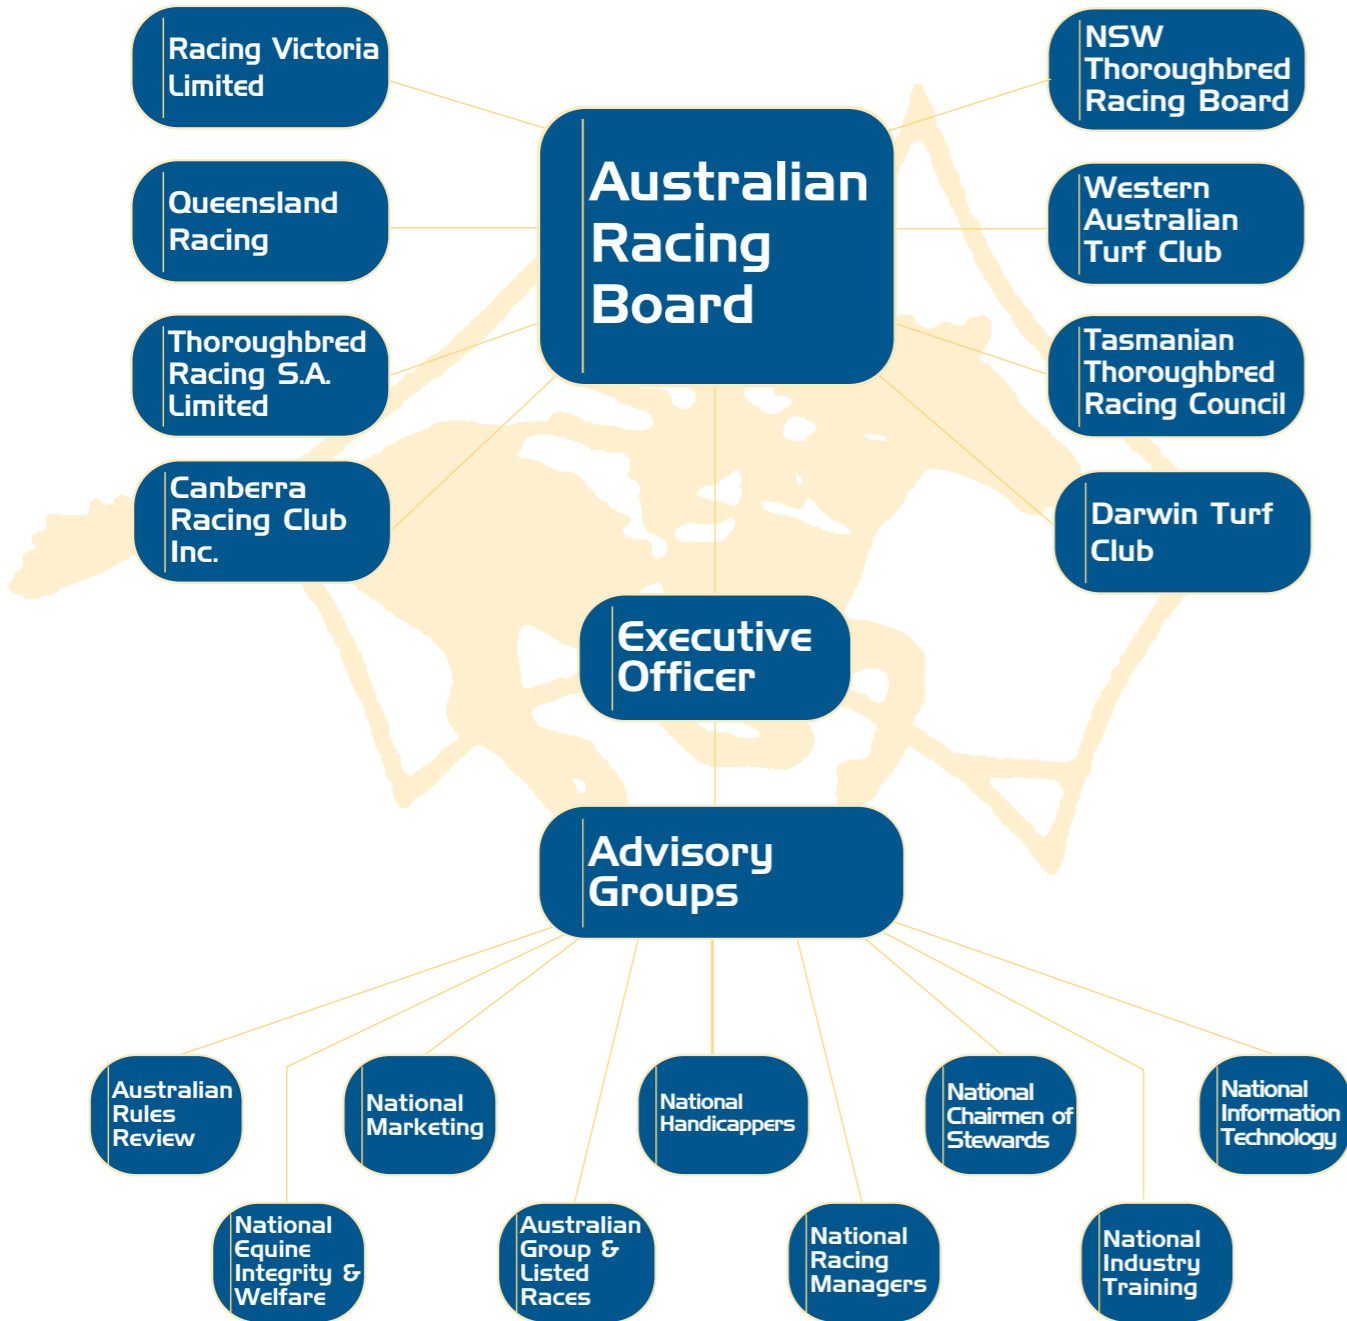 Racing Victoria
Limited
NSW
Thoroughbred
Racing Board
Australian
Racing
Board
Queensland
Racing
Western
Australian
Turf Club
Thoroughbred
Racing S.A.
Limited
Tasmanian
Thoroughbred
Racing Council
Canberra
Racing Club
Inc.
Darwin Turf
Club
Executive
Officer
Advisory
Groups
Australian
Rules
Review
National
Marketing
National
Handicappers
National
Chairmen of
Stewards
National
Information
Technology
National
Equine
Integrity &
Welfare
Australian
Group &
Listed
Races
National
Racing
Managers
National
Industry
Training